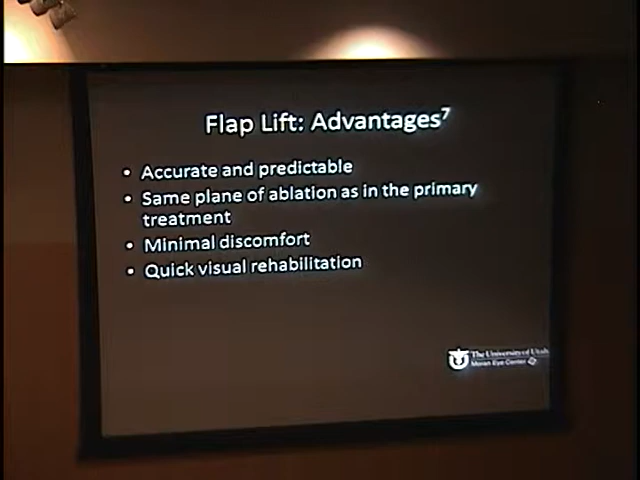 Flap Lift: Advantages⁷
• Accurate and predictable
• Same plane of ablation as in the primary
treatment
• Minimal discomfort
• Quick visual rehabilitation
The University of Utah
Moran Eye Center